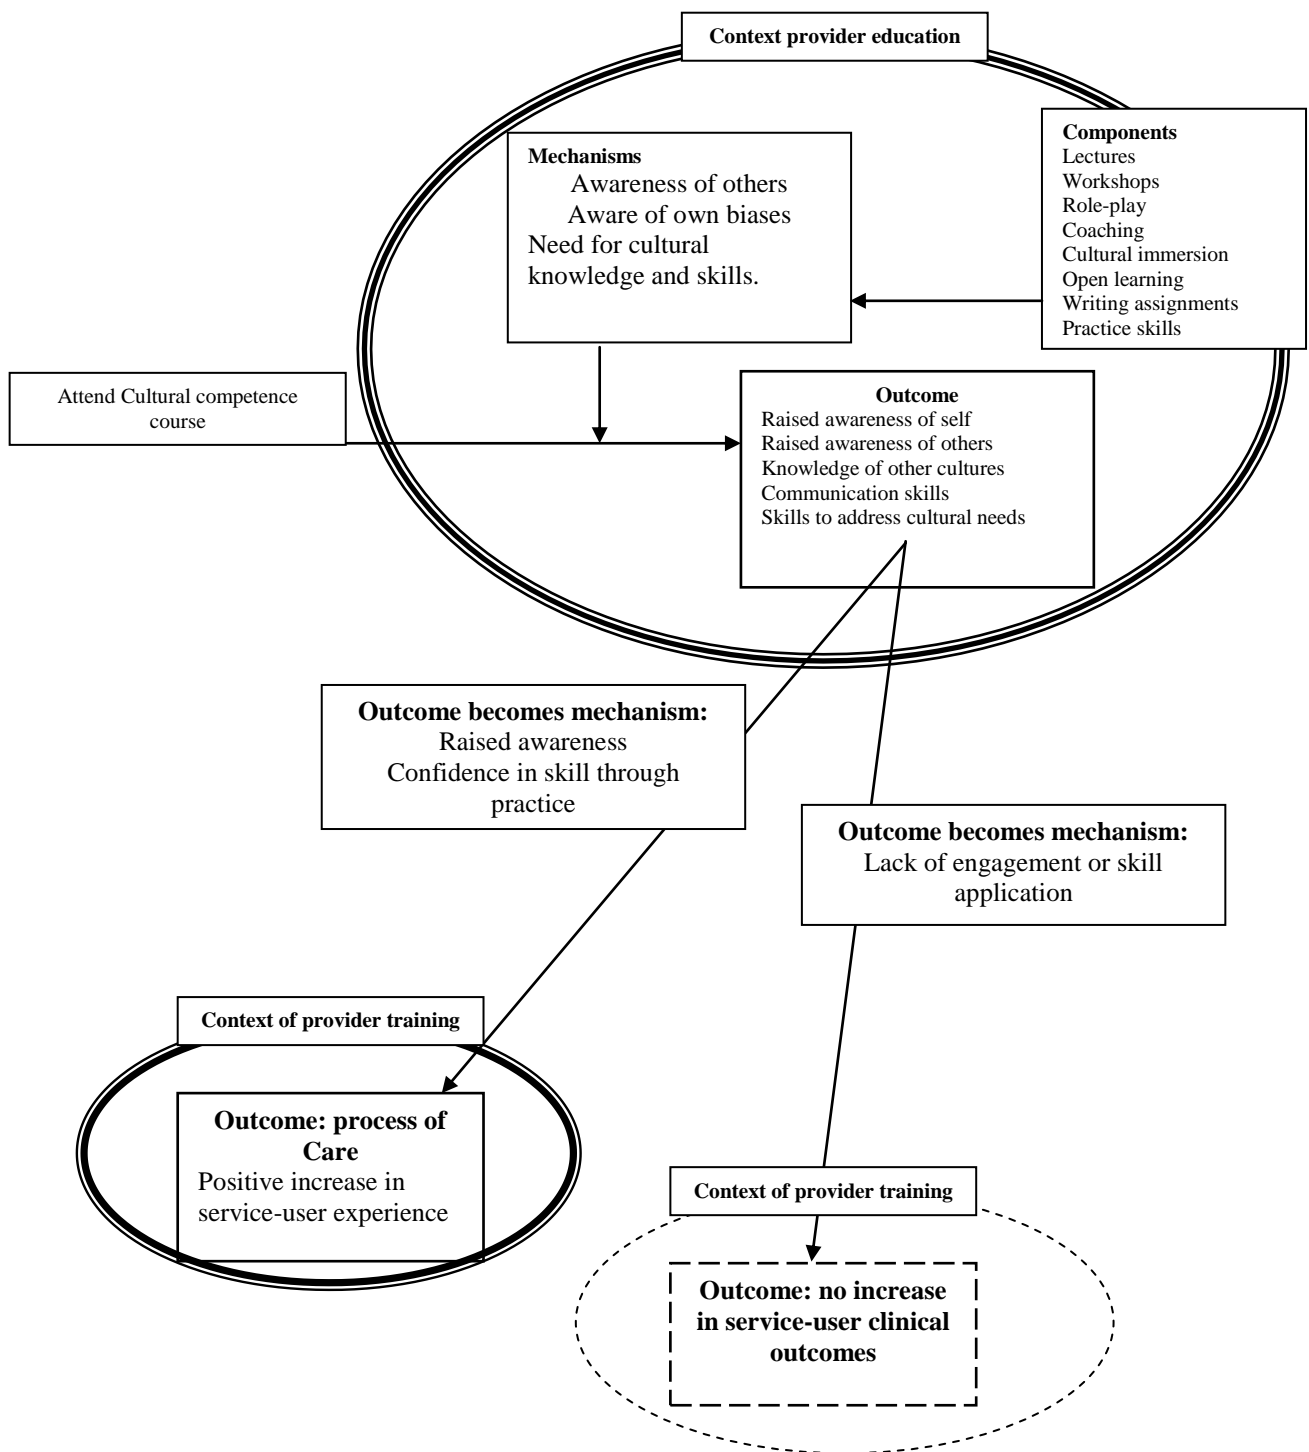 Context provider education
Components
Lectures
Workshops
Role-play
Coaching
Cultural immersion
Open learning
Writing assignments
Practice skills
Mechanisms
Awareness of others
Aware of own biases
Need for cultural
knowledge and skills.
Attend Cultural competence
course
Outcome
Raised awareness of self
Raised awareness of others
Knowledge of other cultures
Communication skills
Skills to address cultural needs
Outcome becomes mechanism:
Raised awareness
Confidence in skill through
practice
Outcome becomes mechanism:
Lack of engagement or skill
application
Context of provider training
Outcome: process of
Care
Positive increase in
service-user experience
Context of provider training
Outcome: no increase
in service-user clinical
outcomes